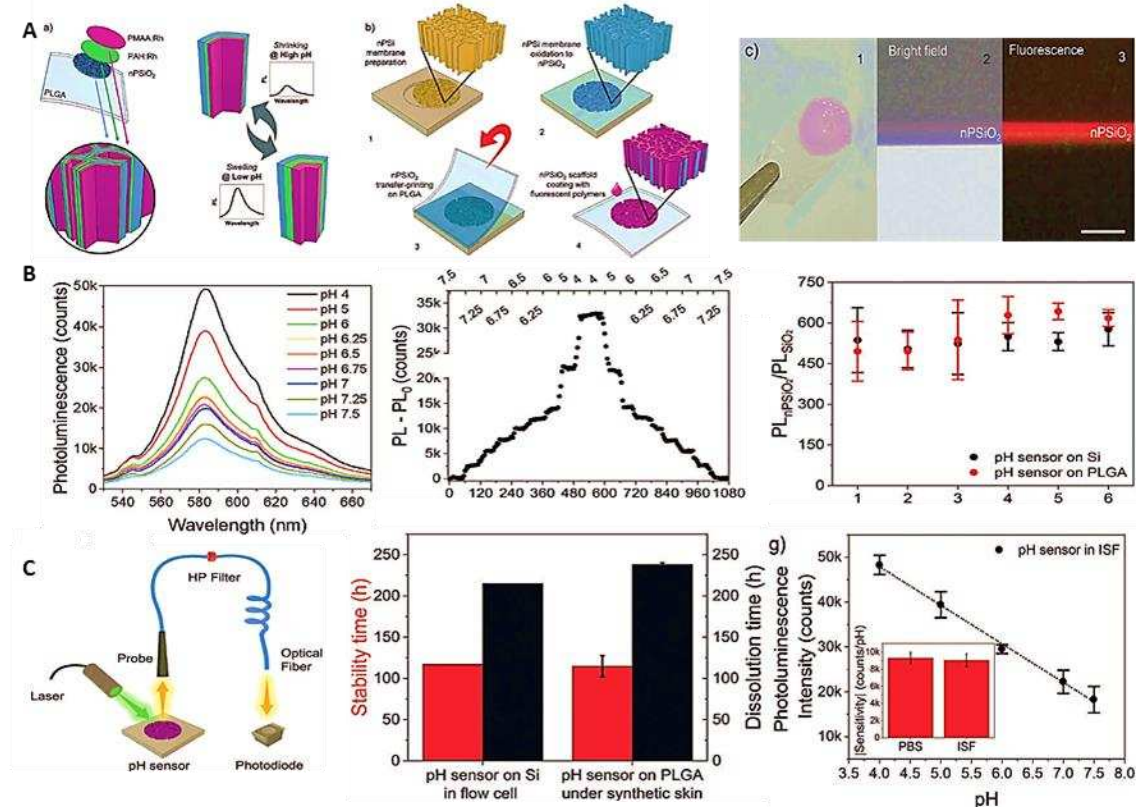 A
a)
PMAA:Rh
PAH:Rh
nPSiO₂
PLGA
Shrinking
@ High pH
PL
Wavelength
Swelling
@ Low pH
PL
Wavelength
b)
nPSi
membrane
preparation
1
nPSi membrane
oxidation to
nPSiO₂
2
nPSiO₂
transfer-printing
on PLGA
3
nPSiO₂ scaffold
coating with
fluorescent polymers
4
c)
1
Bright field
2
nPSiO₂
Fluorescence
3
nPSiO₂
B
Photoluminescence (counts)
50k
40k
30k
20k
10k
0
540 560 580 600 620 640 660
Wavelength (nm)
pH 4
pH 5
pH 6
pH 6.25
pH 6.5
pH 6.75
pH 7
pH 7.25
pH 7.5
7.5 7 6.5 6 5 4 4 5 6 6.5 7 7.5
7.25 6.75 6.25 6.25 6.75 7.25
PL - PL₀ (counts)
35k
30k
25k
15k
10k
5k
0
0 120 240 360 480 600 720 840 960 1080
PLnPSiO₂/PLSiO₂
750
600
450
300
150
0
1 2 3 4 5 6
pH sensor on Si
pH sensor on PLGA
C
HP Filter
Probe
Laser
Optical
Fiber
pH sensor
Photodiode
Stability time (h)
250
200
150
100
50
0
pH sensor on Si
in flow cell
pH sensor on PLGA
under synthetic skin
250
200
150
100
50
0
Dissolution time (h)
g)
Photoluminescence
Intensity (counts)
50k
40k
30k
20k
10k
pH sensor in ISF
|Sensitivity| (counts/pH)
10k
8k
6k
4k
2k
0
PBS ISF
3.5 4.0 4.5 5.0 5.5 6.0 6.5 7.0 7.5 8.0
pH